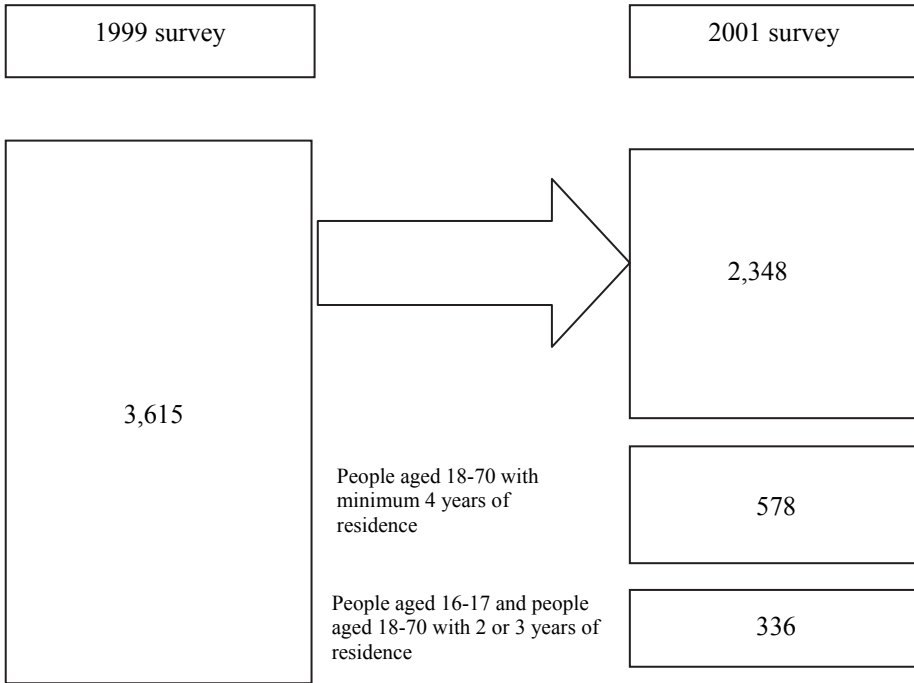 1999 survey
2001 survey
2,348
3,615
People aged 18-70 with
minimum 4 years of
residence
578
People aged 16-17 and people
aged 18-70 with 2 or 3 years of
residence
336